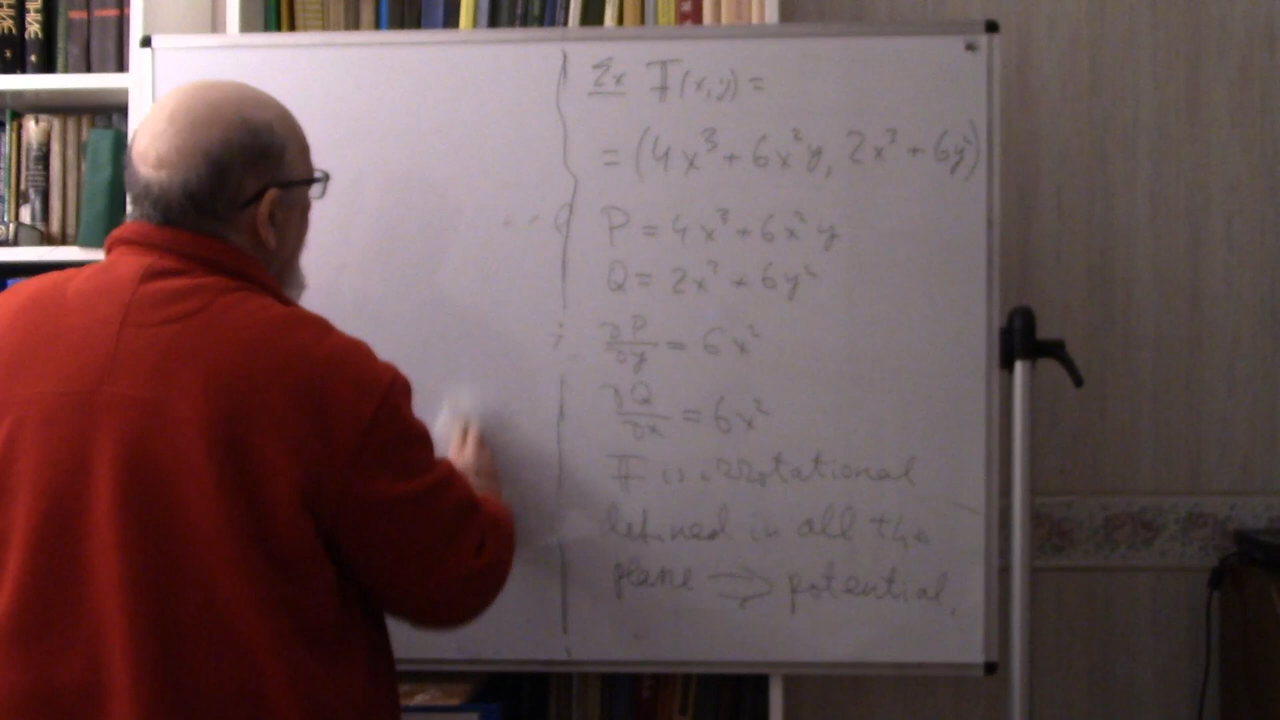 НИЕ
Ex F(x,y) =
= (4x³ + 6x²y, 2x³ + 6y²)
P = 4x³ + 6x²y
Q = 2x³ + 6y²
∂P/∂y = 6x²
∂Q/∂x = 6x²
F is irrotational
defined in all the
plane ⇒ potential,